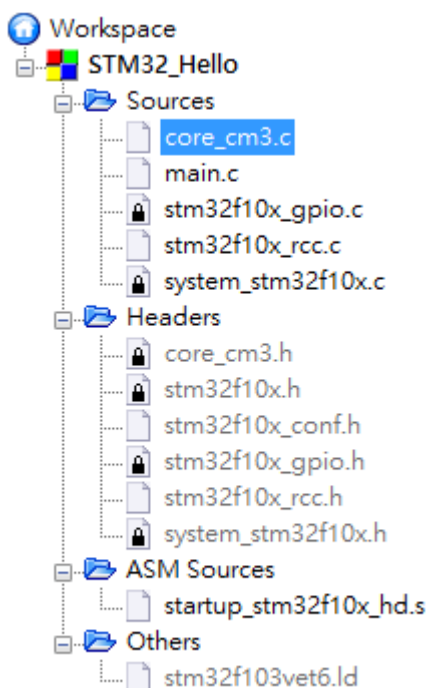 Workspace
STM32_Hello
Sources
core_cm3.c
main.c
stm32f10x_gpio.c
stm32f10x_rcc.c
system_stm32f10x.c
Headers
core_cm3.h
stm32f10x.h
stm32f10x_conf.h
stm32f10x_gpio.h
stm32f10x_rcc.h
system_stm32f10x.h
ASM Sources
startup_stm32f10x_hd.s
Others
stm32f103vet6.ld